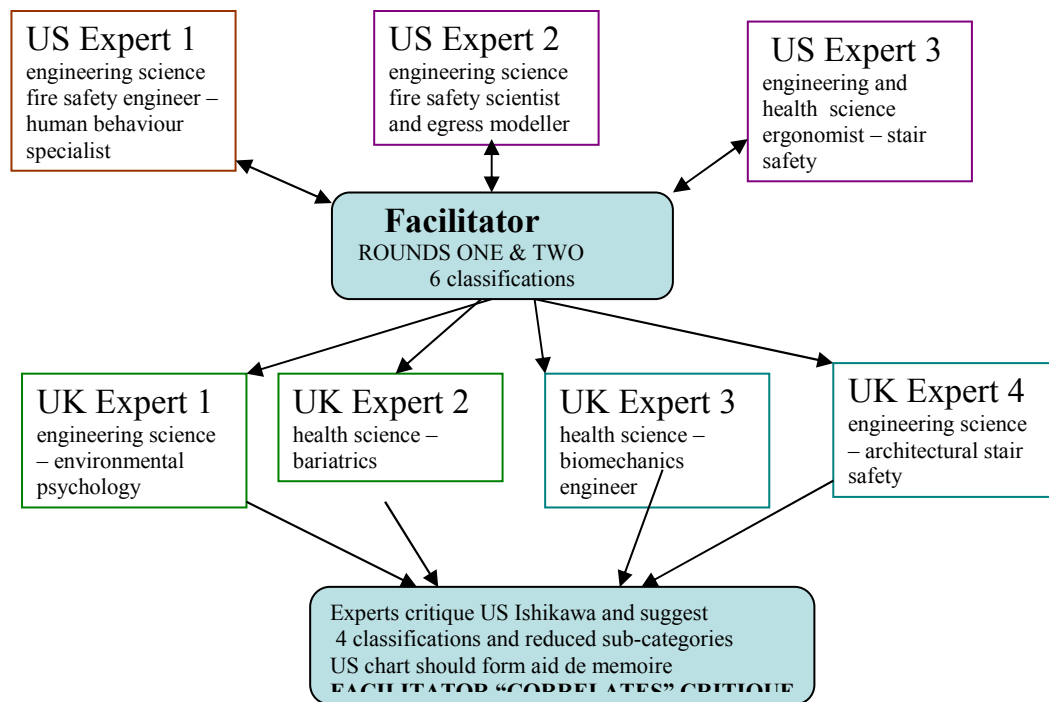 US Expert 1
engineering science
fire safety engineer –
human behaviour
specialist
US Expert 2
engineering science
fire safety scientist
and egress modeller
US Expert 3
engineering and
health science
ergonomist – stair
safety
Facilitator
ROUNDS ONE & TWO
6 classifications
UK Expert 1
engineering science
– environmental
psychology
UK Expert 2
health science –
bariatrics
UK Expert 3
health science –
biomechanics
engineer
UK Expert 4
engineering science
– architectural stair
safety
Experts critique US Ishikawa and suggest
4 classifications and reduced sub-categories
US chart should form aid de memoire
FACILITATOR “CORRELATES” CRITIQUE